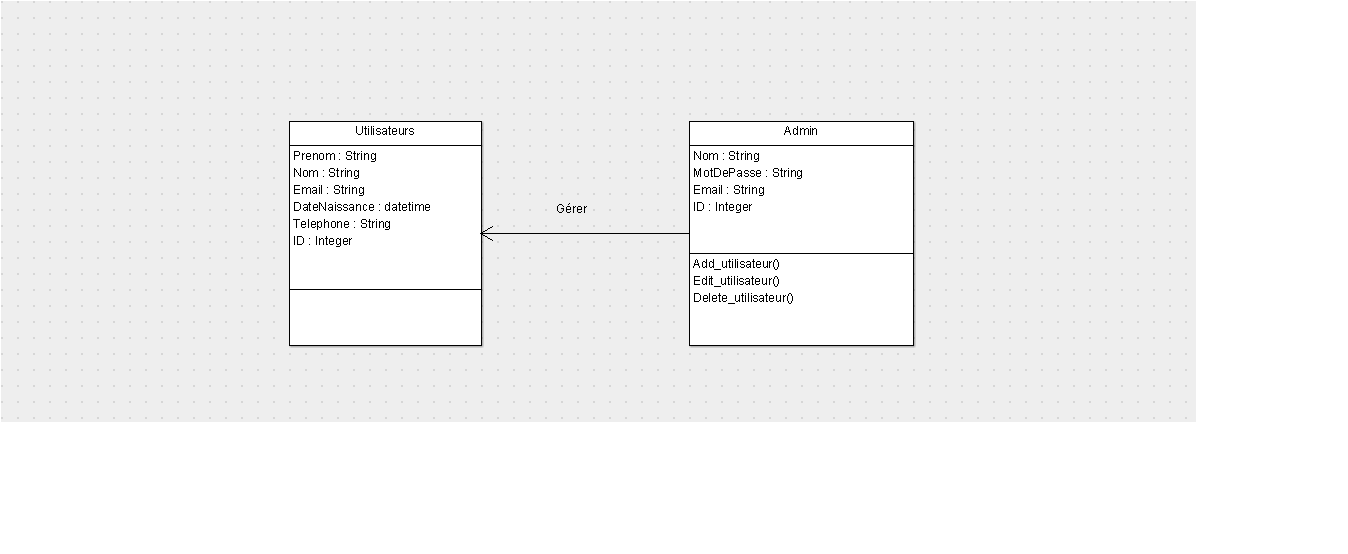 Utilisateurs
Prenom : String
Nom : String
Email : String
DateNaissance : datetime
Telephone : String
ID : Integer
Gérer
Admin
Nom : String
MotDePasse : String
Email : String
ID : Integer
Add_utilisateur()
Edit_utilisateur()
Delete_utilisateur()